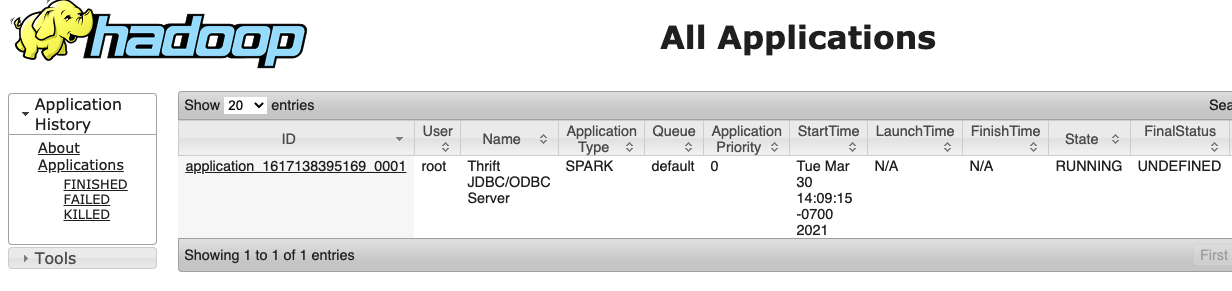 hadoop
All Applications
Application
History
About
Applications
FINISHED
FAILED
KILLED
Tools
Show 20 entries
Sea
ID User Name Application Type Queue Application Priority StartTime LaunchTime FinishTime State FinalStatus
application_1617138395169_0001 root Thrift SPARK default 0 Tue Mar N/A N/A RUNNING UNDEFINED
JDBC/ODBC 30
Server 14:09:15
-0700
2021
Showing 1 to 1 of 1 entries
First